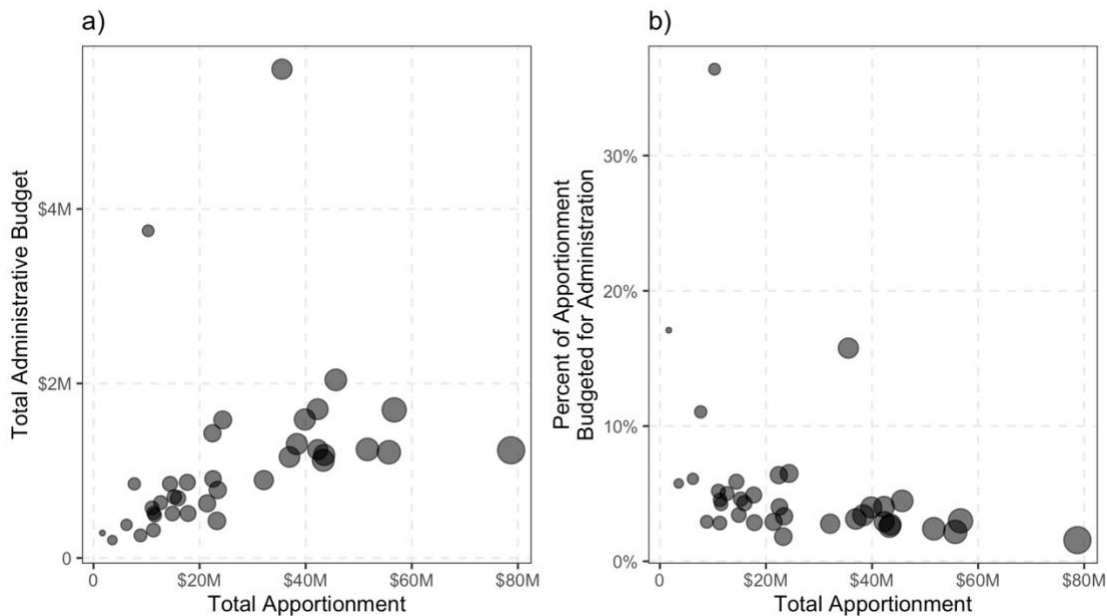 a)
Total Administrative Budget
$4M
$2M
0
0
$20M
$40M
$60M
$80M
Total Apportionment
b)
Percent of Apportionment
Budgeted for Administration
30%
20%
10%
0%
0
$20M
$40M
$60M
$80M
Total Apportionment